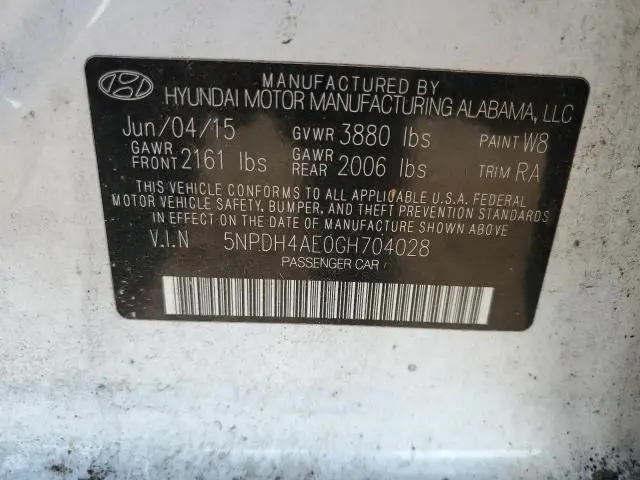 MANUFACTURED BY
HYUNDAI MOTOR MANUFACTURING ALABAMA, LLC
Jun/04/15 GVWR 3880 lbs PAINT W8
GAWR FRONT 2161 lbs GAWR REAR 2006 lbs TRIM RA
THIS VEHICLE CONFORMS TO ALL APPLICABLE U.S.A. FEDERAL
MOTOR VEHICLE SAFETY, BUMPER, AND THEFT PREVENTION STANDARDS
IN EFFECT ON THE DATE OF MANUFACTURE SHOWN ABOVE.
V.I.N 5NPDH4AE0GH704028
PASSENGER CAR